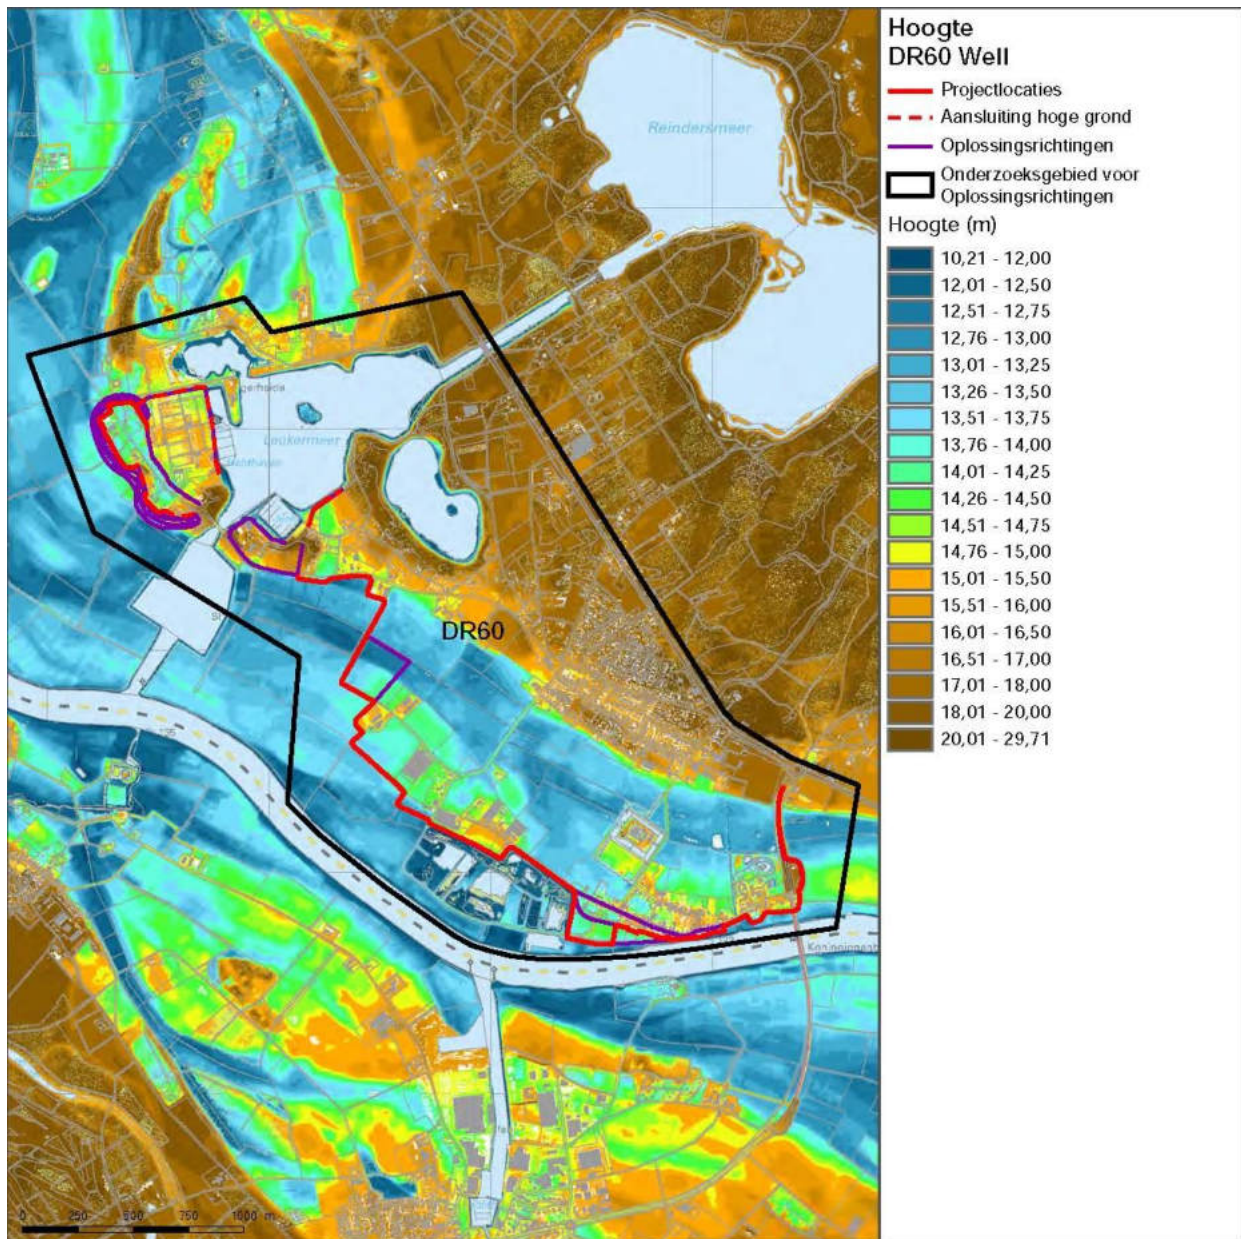 Hoogte
DR60 Well
Projectlocaties
Aansluiting hoge grond
Oplossingsrichtingen
Onderzoeksgebied voor
Oplossingsrichtingen
Hoogte (m)
10,21 - 12,00
12,01 - 12,50
12,51 - 12,75
12,76 - 13,00
13,01 - 13,25
13,26 - 13,50
13,51 - 13,75
13,76 - 14,00
14,01 - 14,25
14,26 - 14,50
14,51 - 14,75
14,76 - 15,00
15,01 - 15,50
15,51 - 16,00
16,01 - 16,50
16,51 - 17,00
17,01 - 18,00
18,01 - 20,00
20,01 - 29,71
Reindersmeer
Leukermeer
DR60
0 250 500 750 1000 m